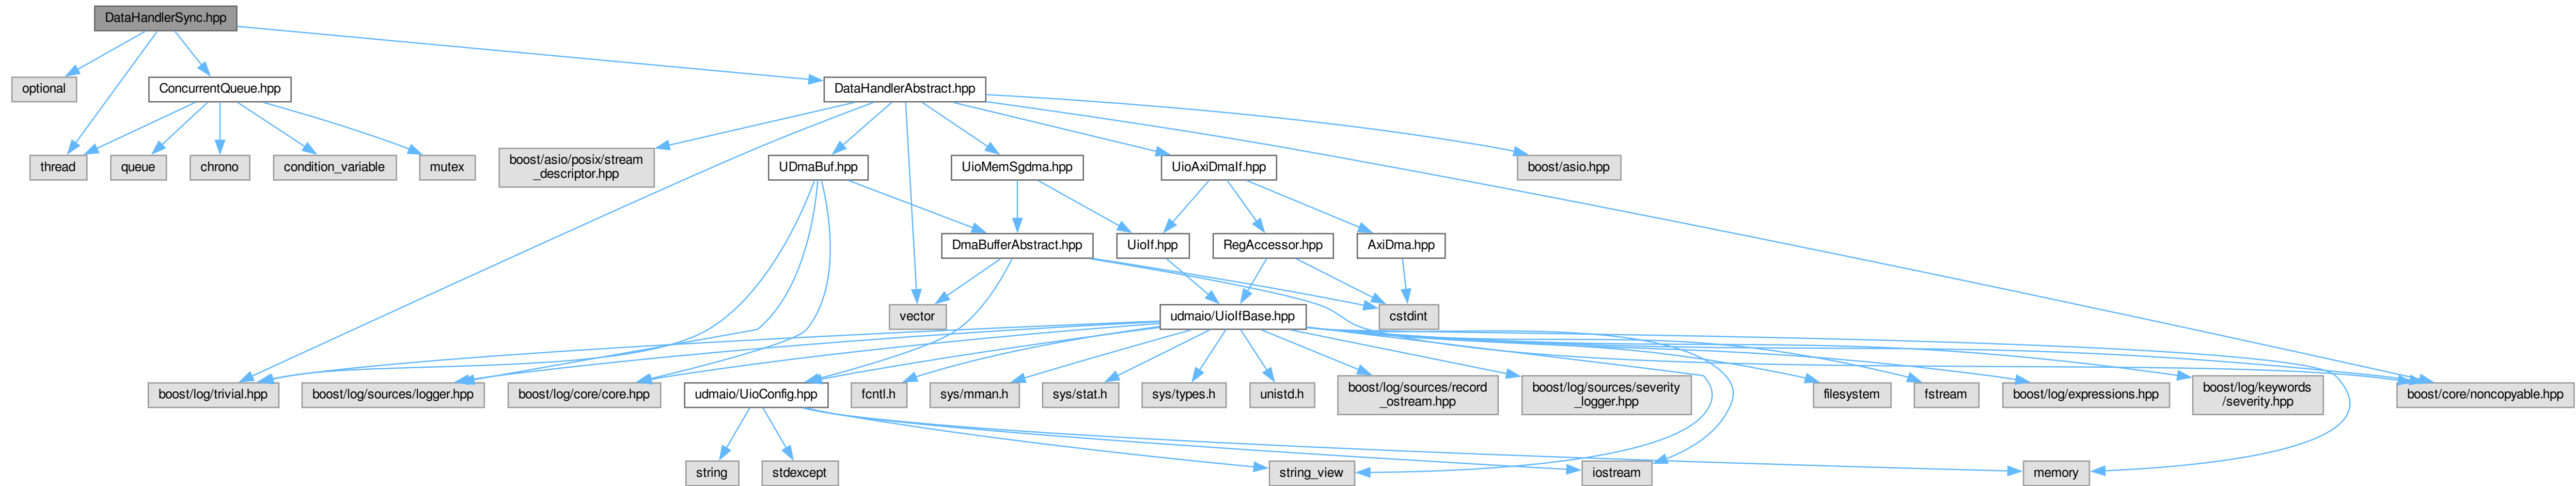 DataHandlerSync.hpp
optional
ConcurrentQueue.hpp
DataHandlerAbstract.hpp
thread
queue
chrono
condition_variable
mutex
boost/asio/posix/stream
_descriptor.hpp
UDmaBuf.hpp
UioMemSgdma.hpp
UioAxiDmaIf.hpp
boost/asio.hpp
DmaBufferAbstract.hpp
UioIf.hpp
RegAccessor.hpp
AxiDma.hpp
vector
udmaio/UioIfBase.hpp
cstdint
boost/log/trivial.hpp
boost/log/sources/logger.hpp
boost/log/core/core.hpp
udmaio/UioConfig.hpp
fcntl.h
sys/mman.h
sys/stat.h
sys/types.h
unistd.h
boost/log/sources/record
_ostream.hpp
boost/log/sources/severity
_logger.hpp
filesystem
fstream
boost/log/expressions.hpp
boost/log/keywords
/severity.hpp
boost/core/noncopyable.hpp
string
stdexcept
string_view
iostream
memory